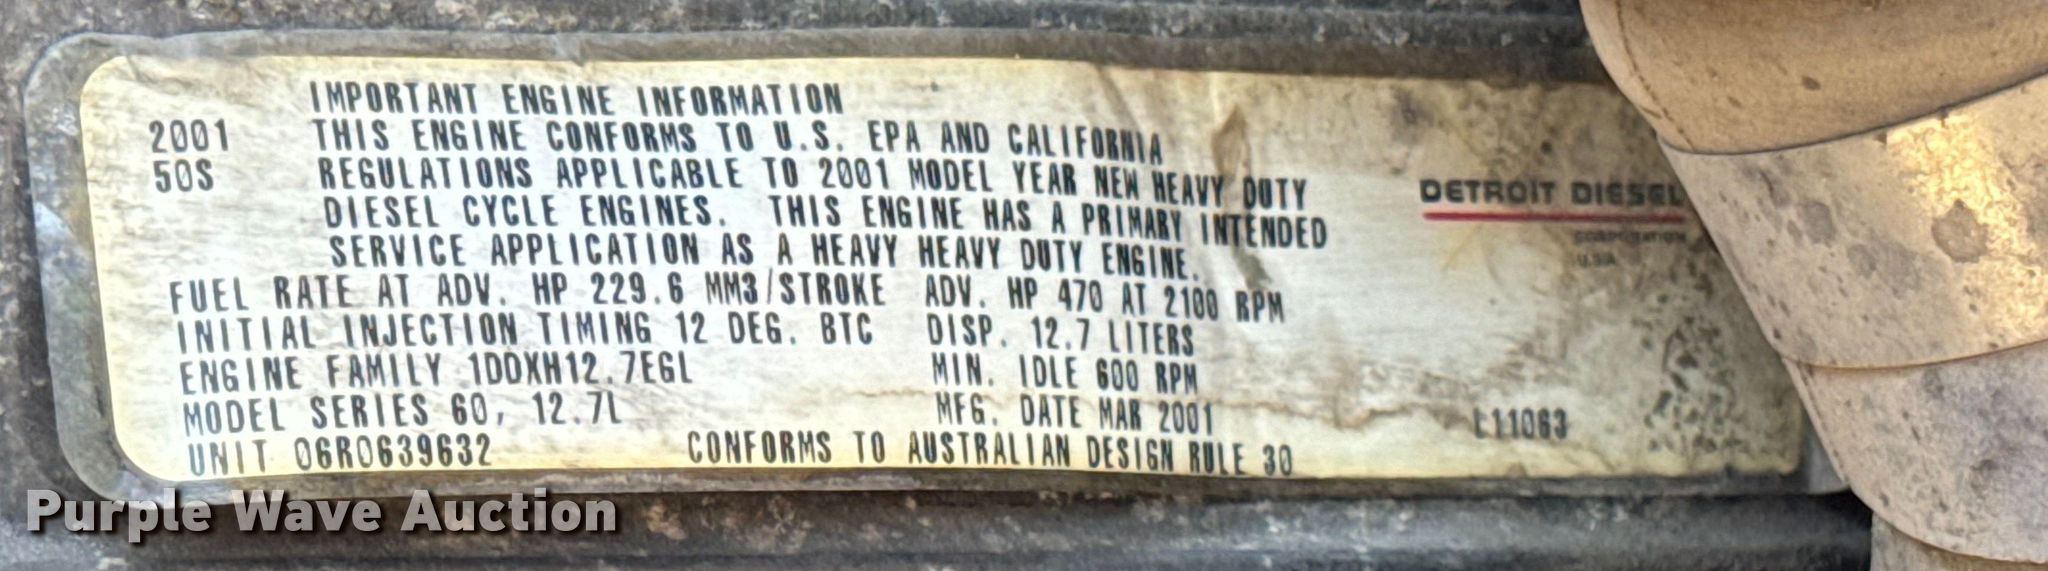 IMPORTANT ENGINE INFORMATION
2001 THIS ENGINE CONFORMS TO U.S. EPA AND CALIFORNIA
50S REGULATIONS APPLICABLE TO 2001 MODEL YEAR NEW HEAVY DUTY
DIESEL CYCLE ENGINES. THIS ENGINE HAS A PRIMARY INTENDED
SERVICE APPLICATION AS A HEAVY HEAVY DUTY ENGINE.
FUEL RATE AT ADV. HP 229.6 MM3/STROKE ADV. HP 470 AT 2100 RPM
INITIAL INJECTION TIMING 12 DEG. BTC DISP. 12.7 LITERS
ENGINE FAMILY 1DDXH12.7EGL MIN. IDLE 600 RPM
MODEL SERIES 60, 12.7L MFG. DATE MAR 2001
UNIT 06R0639632 CONFORMS TO AUSTRALIAN DESIGN RULE 30
DETROIT DIESEL
CORPORATION
U.S.A.
L11063
Purple Wave Auction